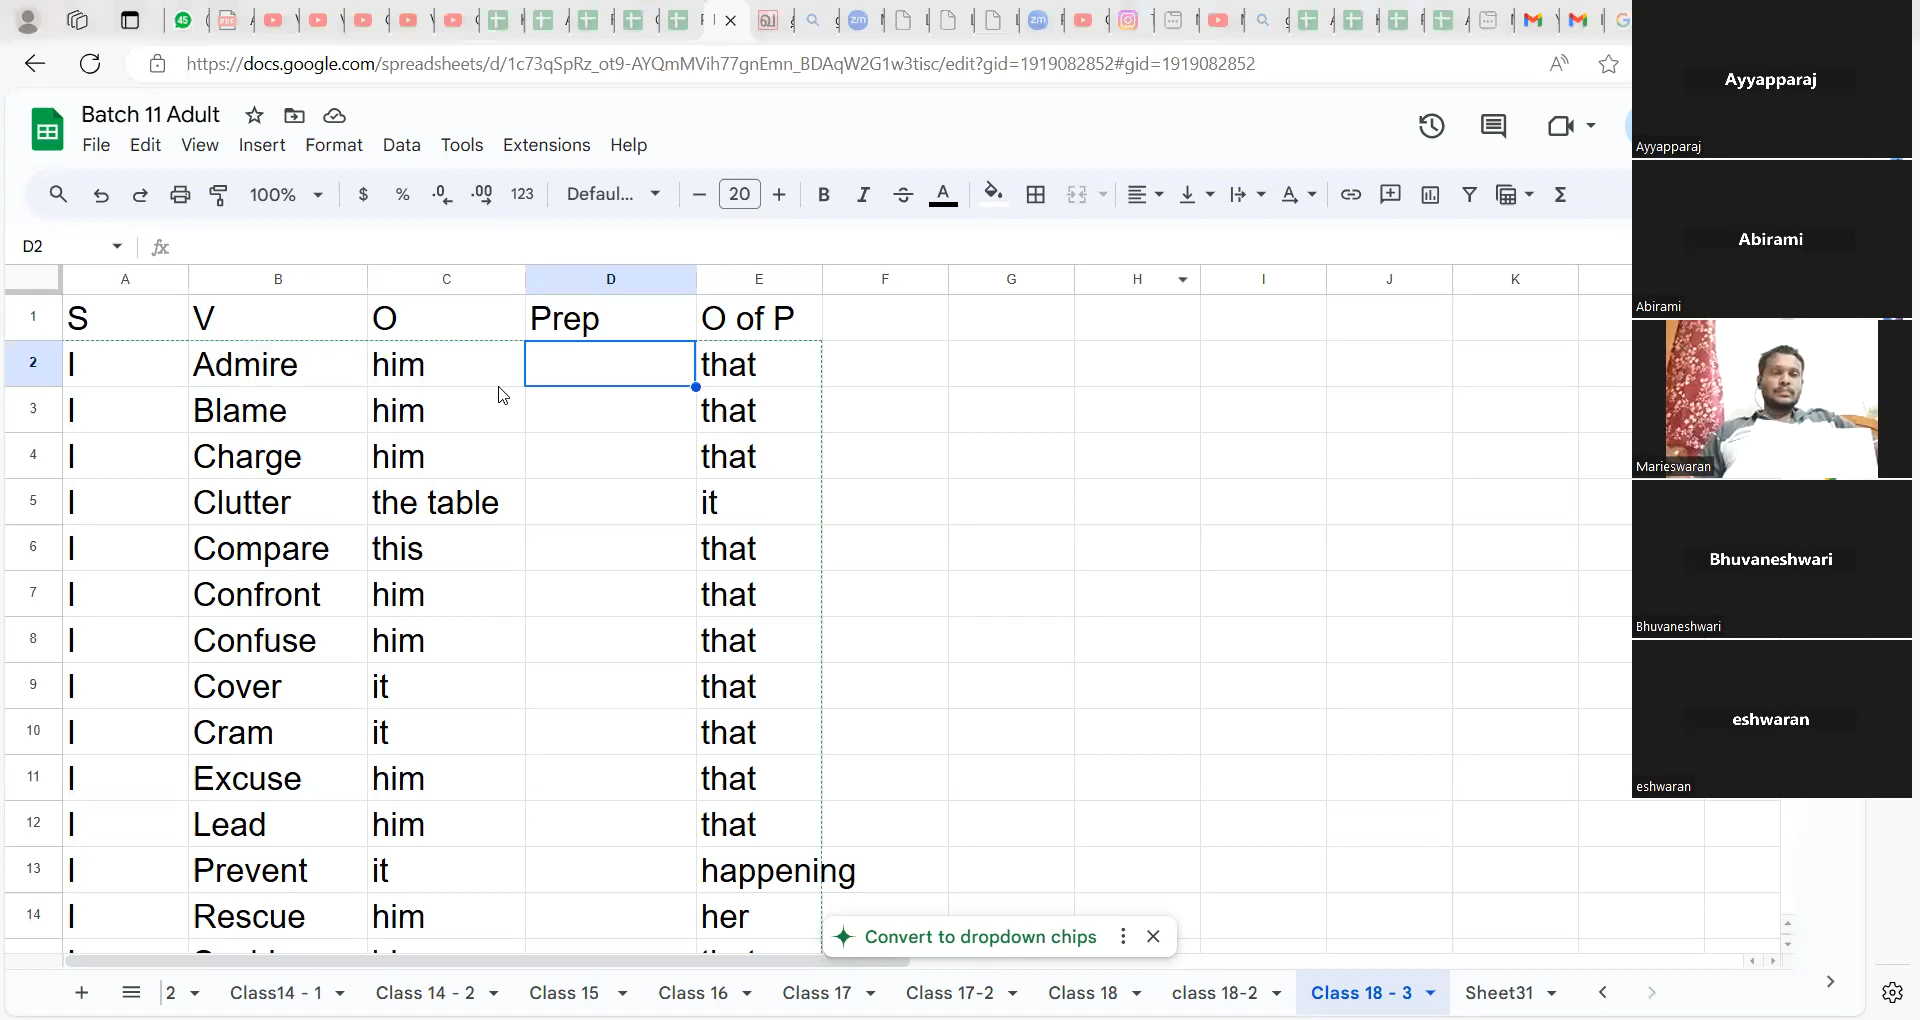 45
https://docs.google.com/spreadsheets/d/1c73qSpRz_ot9-AYQmMVih77gnEmn_BDAqW2G1w3tisc/edit?gid=1919082852#gid=1919082852
Batch 11 Adult
File Edit View Insert Format Data Tools Extensions Help
100% $ % .0 .00 123 Defaul... − 20 + B I A Σ
D2 fx
A B C D E F G H I J K
1 S V O Prep O of P
2 I Admire him that
3 I Blame him that
4 I Charge him that
5 I Clutter the table it
6 I Compare this that
7 I Confront him that
8 I Confuse him that
9 I Cover it that
10 I Cram it that
11 I Excuse him that
12 I Lead him that
13 I Prevent it happening
14 I Rescue him her
Convert to dropdown chips
2 Class14 - 1 Class 14 - 2 Class 15 Class 16 Class 17 Class 17-2 Class 18 class 18-2 Class 18 - 3 Sheet31
Ayyapparaj
Ayyapparaj
Abirami
Abirami
Marieswaran
Bhuvaneshwari
Bhuvaneshwari
eshwaran
eshwaran